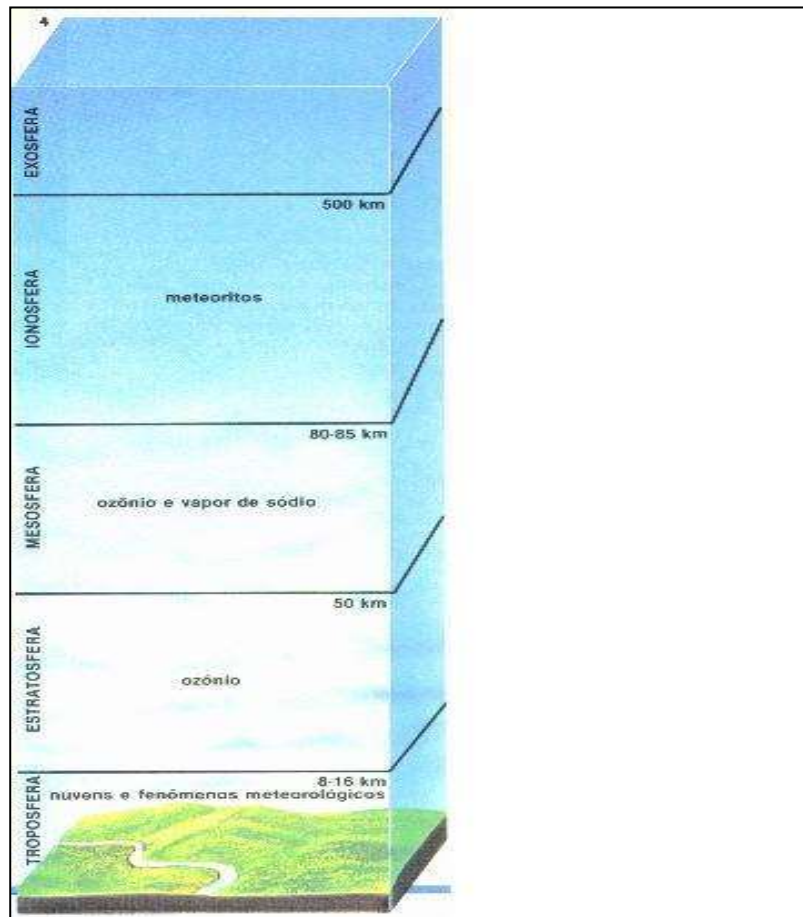 4
EXOSFERA
500 km
IONOSFERA
meteoritos
80-85 km
MESOSFERA
ozônio e vapor de sódio
50 km
ESTRATOSFERA
ozônio
8-16 km
TROPOSFERA
nuvens e fenômenos meteorológicos